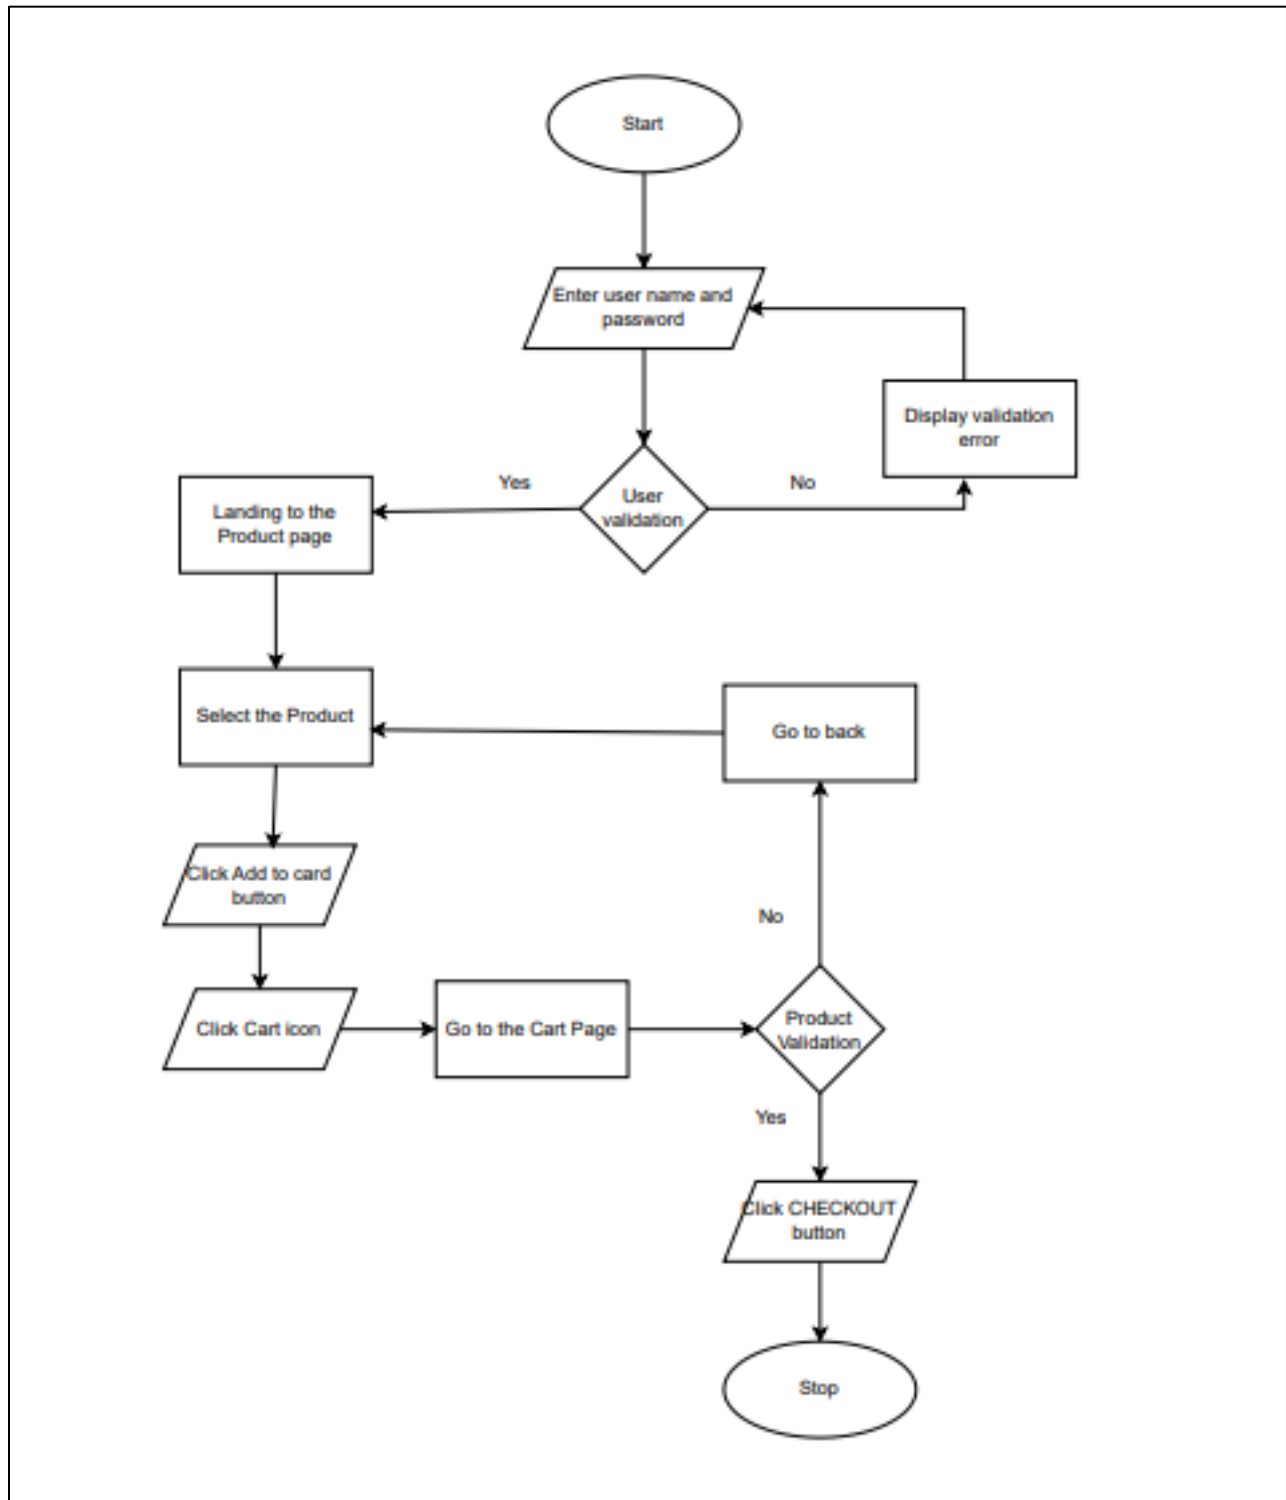 Start
Enter user name and
password
Display validation
error
Yes
No
User
validation
Landing to the
Product page
Select the Product
Go to back
Click Add to card
button
No
Click Cart icon
Go to the Cart Page
Product
Validation
Yes
Click CHECKOUT
button
Stop